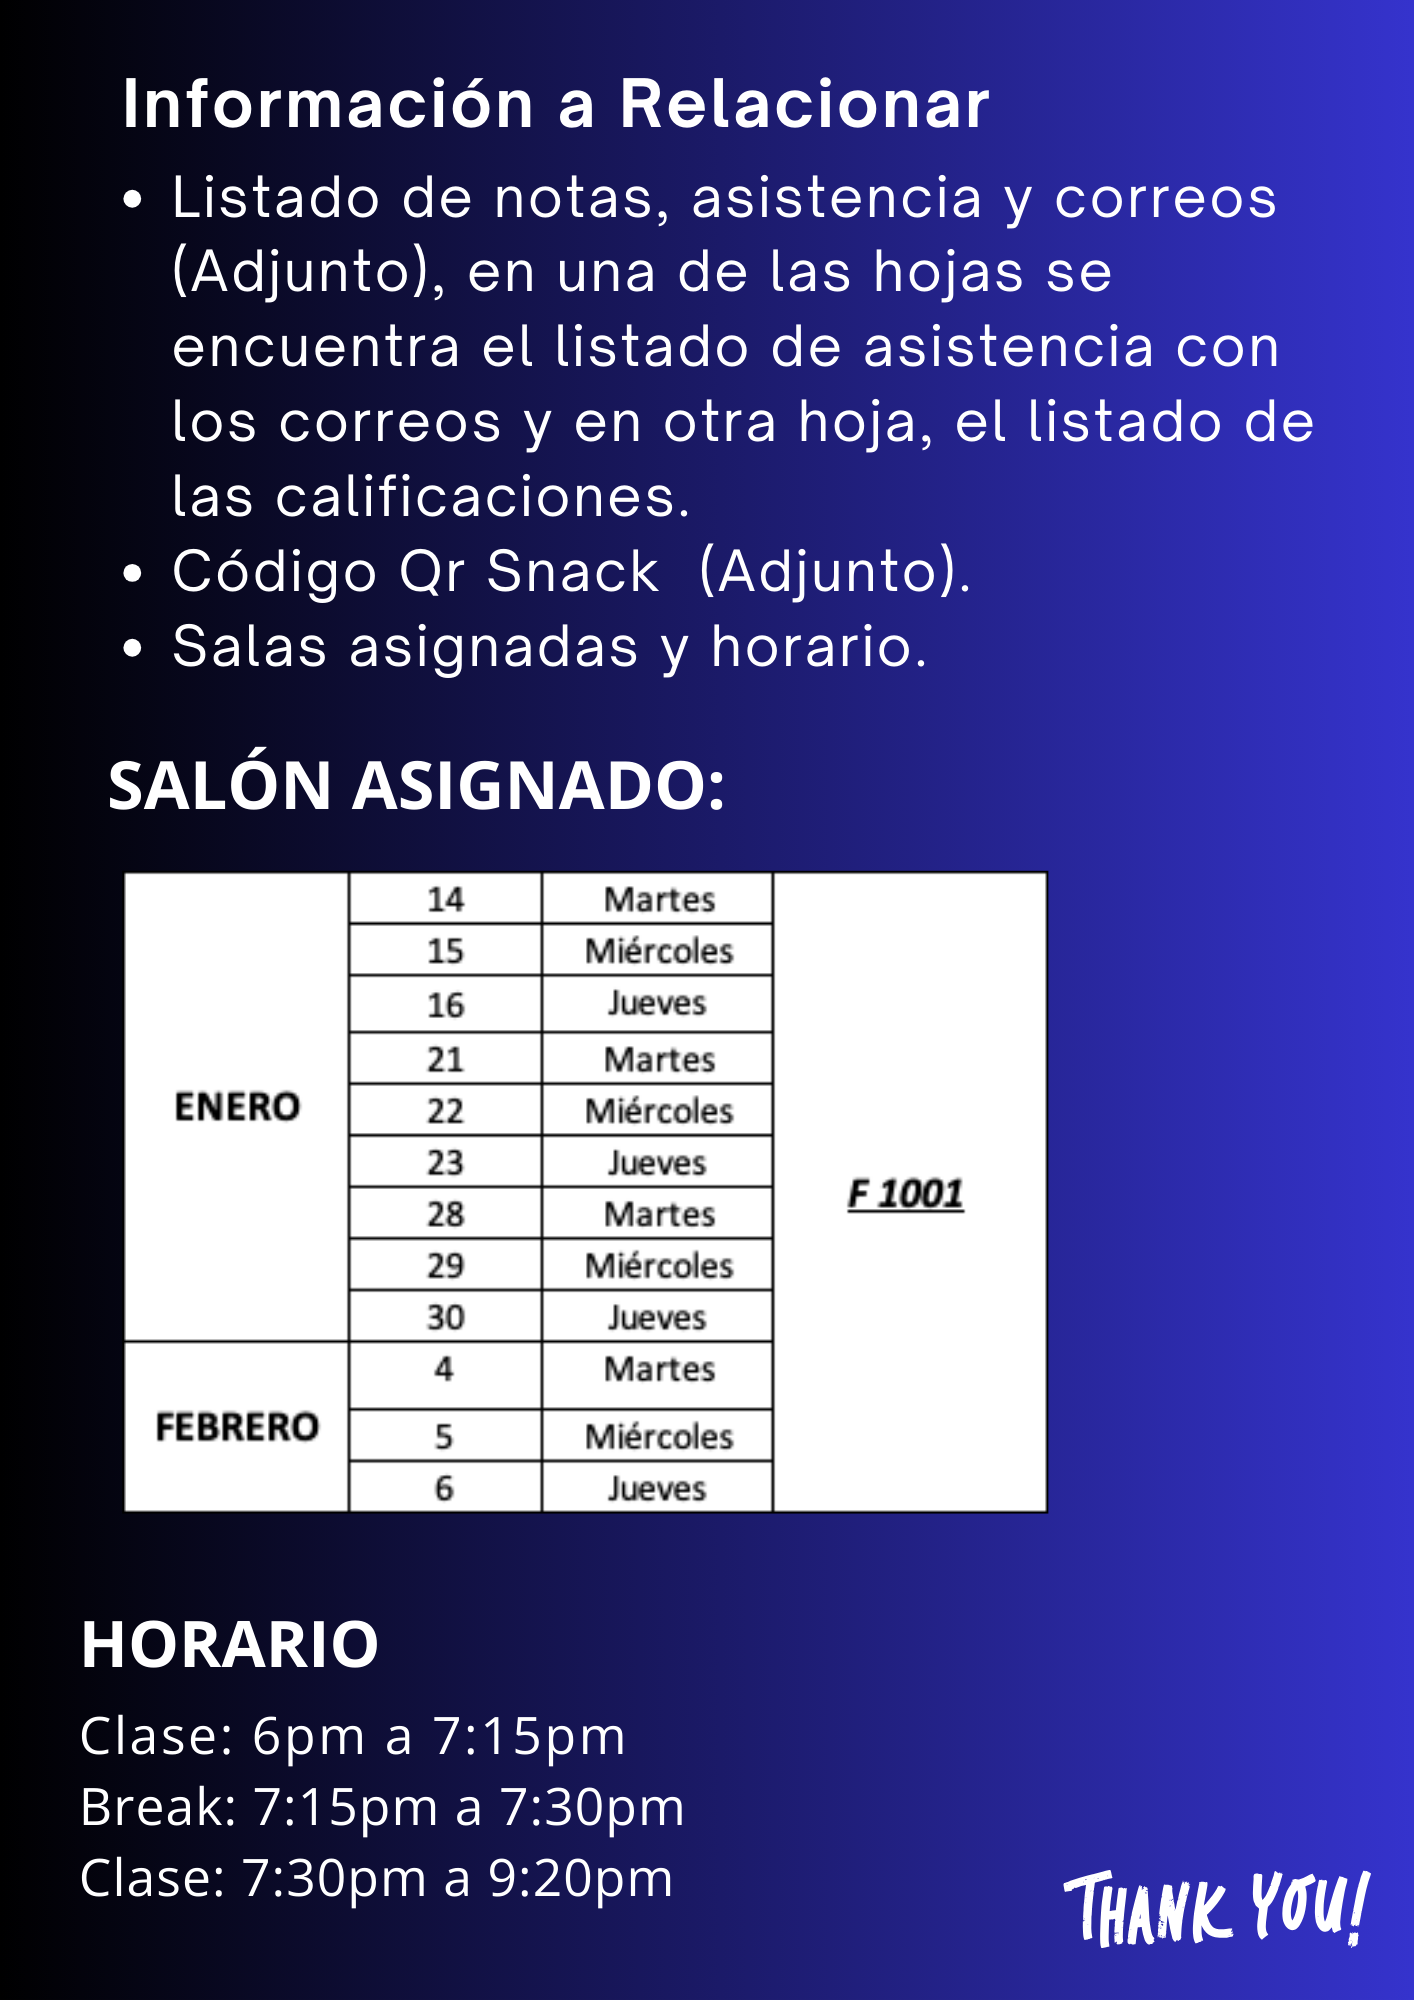 Información a Relacionar
• Listado de notas, asistencia y correos
(Adjunto), en una de las hojas se
encuentra el listado de asistencia con
los correos y en otra hoja, el listado de
las calificaciones.
• Código Qr Snack  (Adjunto).
• Salas asignadas y horario.
SALÓN ASIGNADO:
ENERO
14 Martes
15 Miércoles
16 Jueves
21 Martes
22 Miércoles
23 Jueves
28 Martes
29 Miércoles
30 Jueves
FEBRERO
4 Martes
5 Miércoles
6 Jueves
F 1001
HORARIO
Clase: 6pm a 7:15pm
Break: 7:15pm a 7:30pm
Clase: 7:30pm a 9:20pm
THANK YOU!